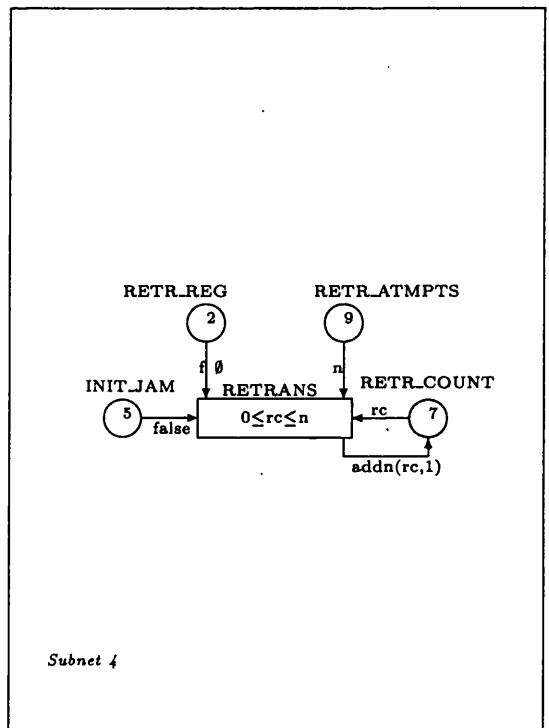 RETR_REG RETR_ATMPTS
2 9
f ∅ n
INIT_JAM RETRANS RETR_COUNT
5 false 0≤rc≤n rc 7
addn(rc,1)
Subnet 4